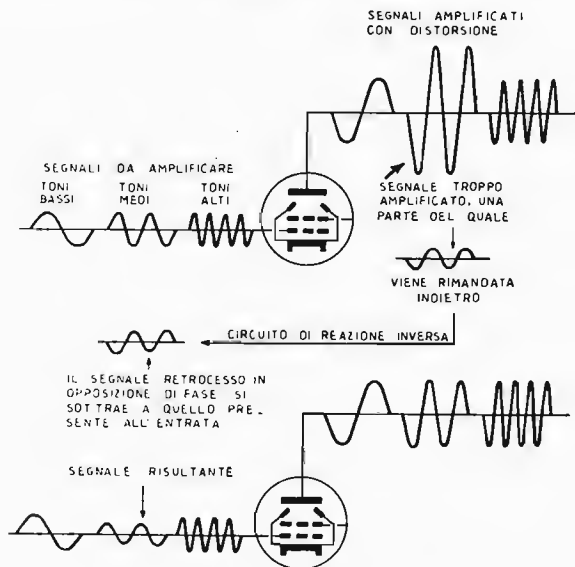 SEGNALI AMPLIFICATI
CON DISTORSIONE
SEGNALI DA AMPLIFICARE
TONI BASSI
TONI MEDI
TONI ALTI
SEGNALE TROPPO
AMPLIFICATO, UNA
PARTE DEL QUALE
VIENE RIMANDATA
INDIETRO
CIRCUITO DI REAZIONE INVERSA
IL SEGNALE RETROCESSO IN
OPPOSIZIONE DI FASE SI
SOTTRAE A QUELLO PRE_
SENTE ALL'ENTRATA
SEGNALE RISULTANTE